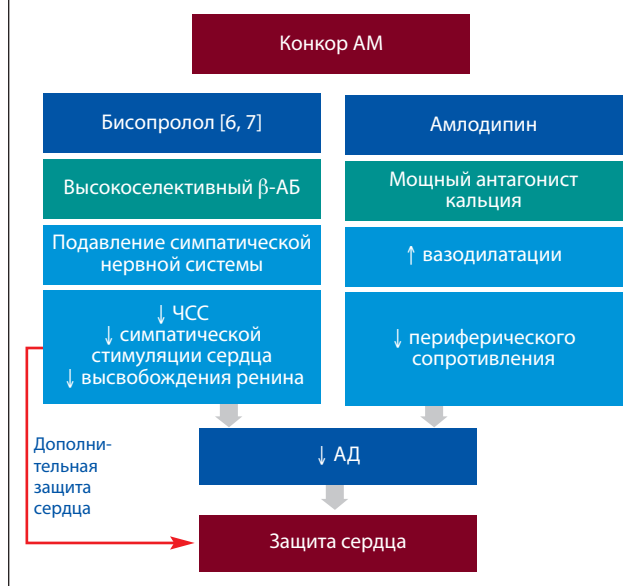 Конкор АМ
Бисопролол [6, 7]
Высокоселективный β-АБ
Подавление симпатической
нервной системы
↓ ЧСС
↓ симпатической
стимуляции сердца
↓ высвобождения ренина
Амлодипин
Мощный антагонист
кальция
↑ вазодилатации
↓ периферического
сопротивления
Дополни-
тельная
защита
сердца
↓ АД
Защита сердца